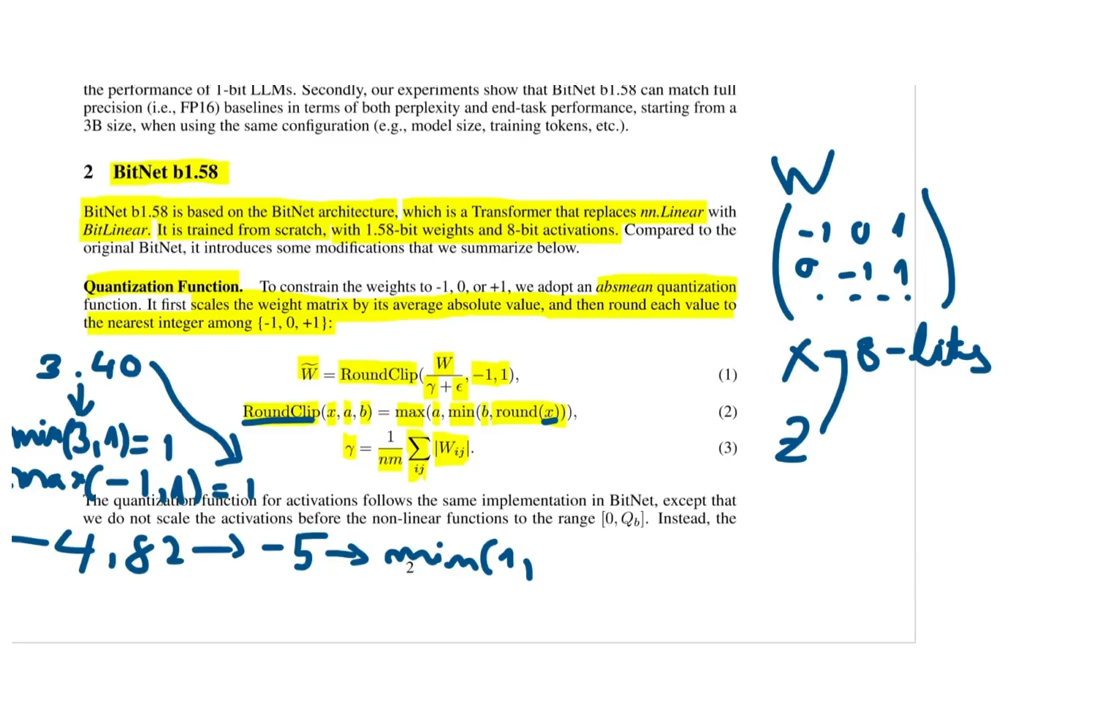 the performance of 1-bit LLMs. Secondly, our experiments show that BitNet b1.58 can match full
precision (i.e., FP16) baselines in terms of both perplexity and end-task performance, starting from a
3B size, when using the same configuration (e.g., model size, training tokens, etc.).
2 BitNet b1.58
BitNet b1.58 is based on the BitNet architecture, which is a Transformer that replaces nn.Linear with
BitLinear. It is trained from scratch, with 1.58-bit weights and 8-bit activations. Compared to the
original BitNet, it introduces some modifications that we summarize below.
Quantization Function. To constrain the weights to -1, 0, or +1, we adopt an absmean quantization
function. It first scales the weight matrix by its average absolute value, and then round each value to
the nearest integer among {-1, 0, +1}:
W̃ = RoundClip(W / (γ + ϵ), −1, 1), (1)
RoundClip(x, a, b) = max(a, min(b, round(x))), (2)
γ = 1/nm ∑ij |Wij|. (3)
The quantization function for activations follows the same implementation in BitNet, except that
we do not scale the activations before the non-linear functions to the range [0, Qb]. Instead, the
2
3.40
min(3,1)=1
max(-1,1)=1
-4,82→-5→min(1,
W
-1 0 1
0 -1 1
. - - .
X 8-bits
Z